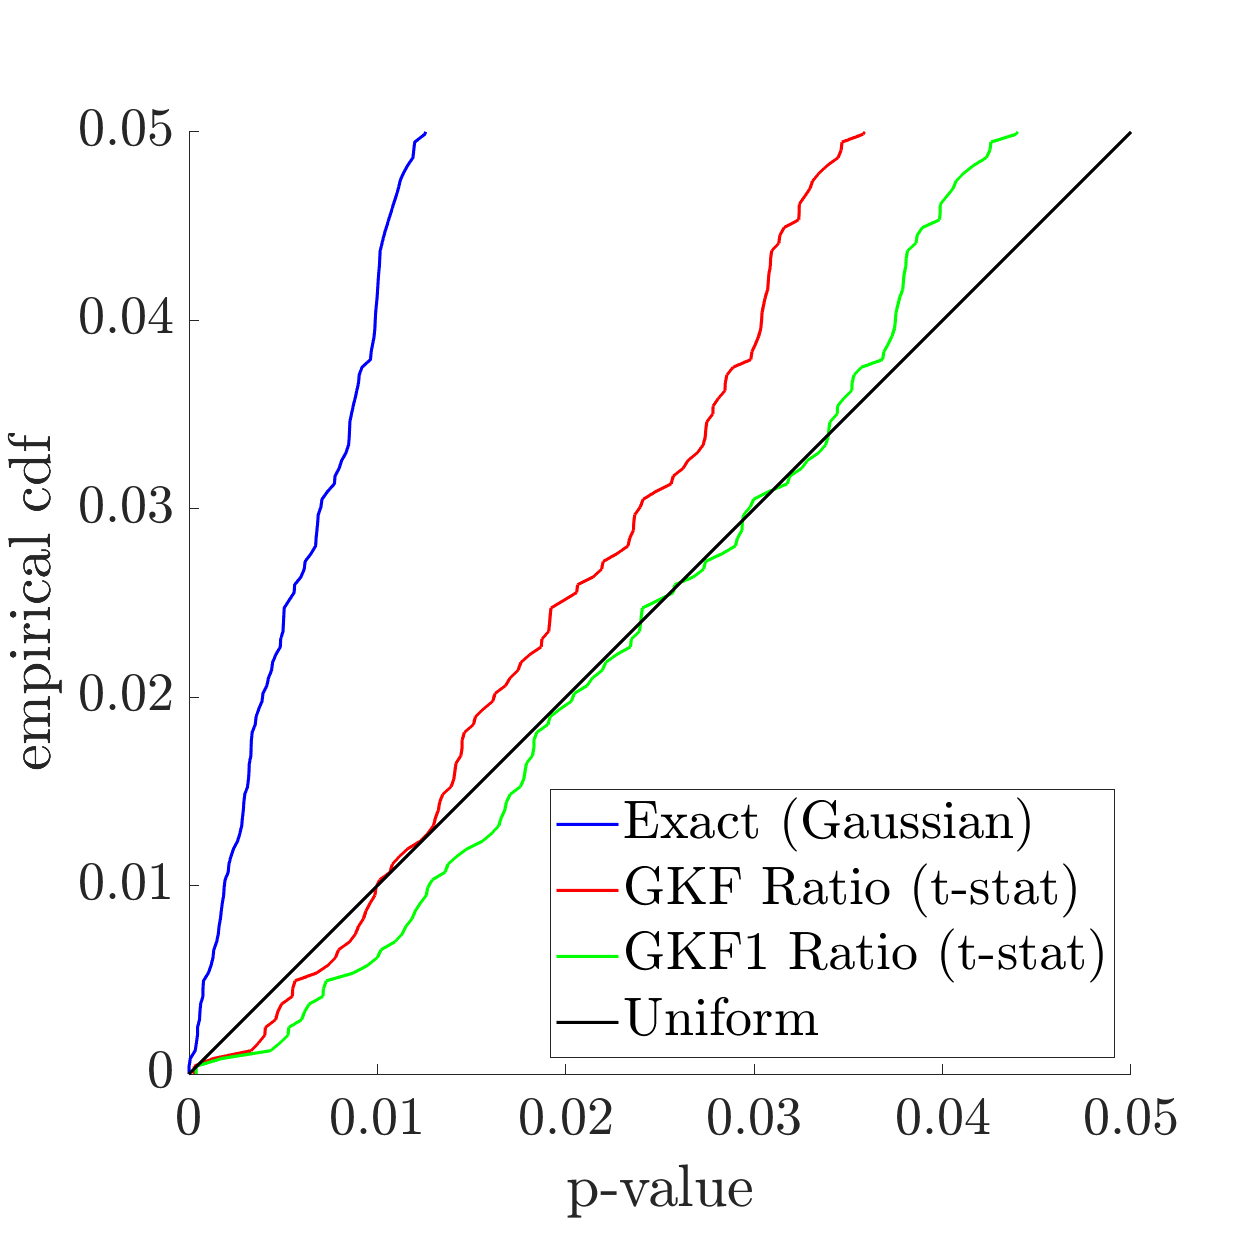 0.05
0.04
0.03
0.02
0.01
0
empirical cdf
Exact (Gaussian)
GKF Ratio (t-stat)
GKF1 Ratio (t-stat)
Uniform
0 0.01 0.02 0.03 0.04 0.05
p-value